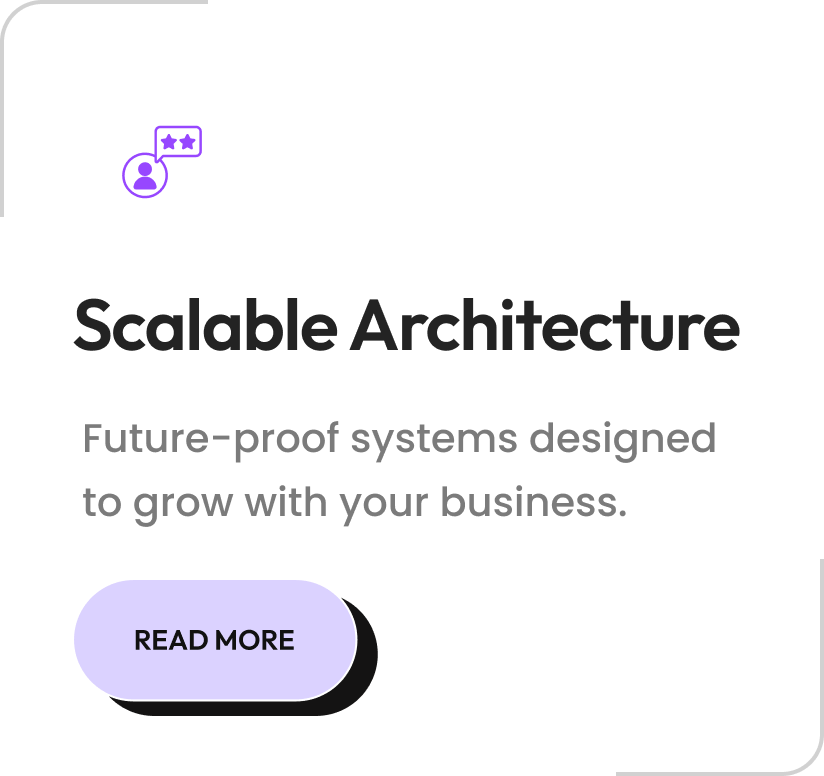 Scalable Architecture
Future-proof systems designed
to grow with your business.
READ MORE